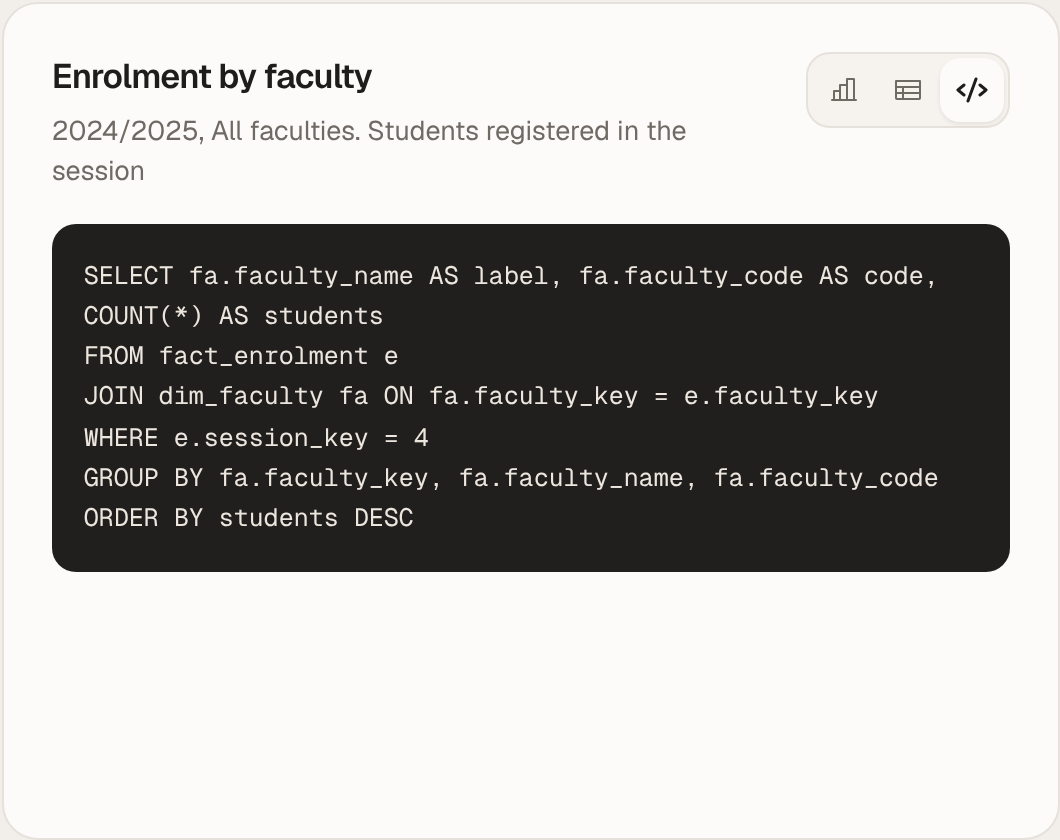 Enrolment by faculty
2024/2025, All faculties. Students registered in the
session
</>
SELECT fa.faculty_name AS label, fa.faculty_code AS code,
COUNT(*) AS students
FROM fact_enrolment e
JOIN dim_faculty fa ON fa.faculty_key = e.faculty_key
WHERE e.session_key = 4
GROUP BY fa.faculty_key, fa.faculty_name, fa.faculty_code
ORDER BY students DESC